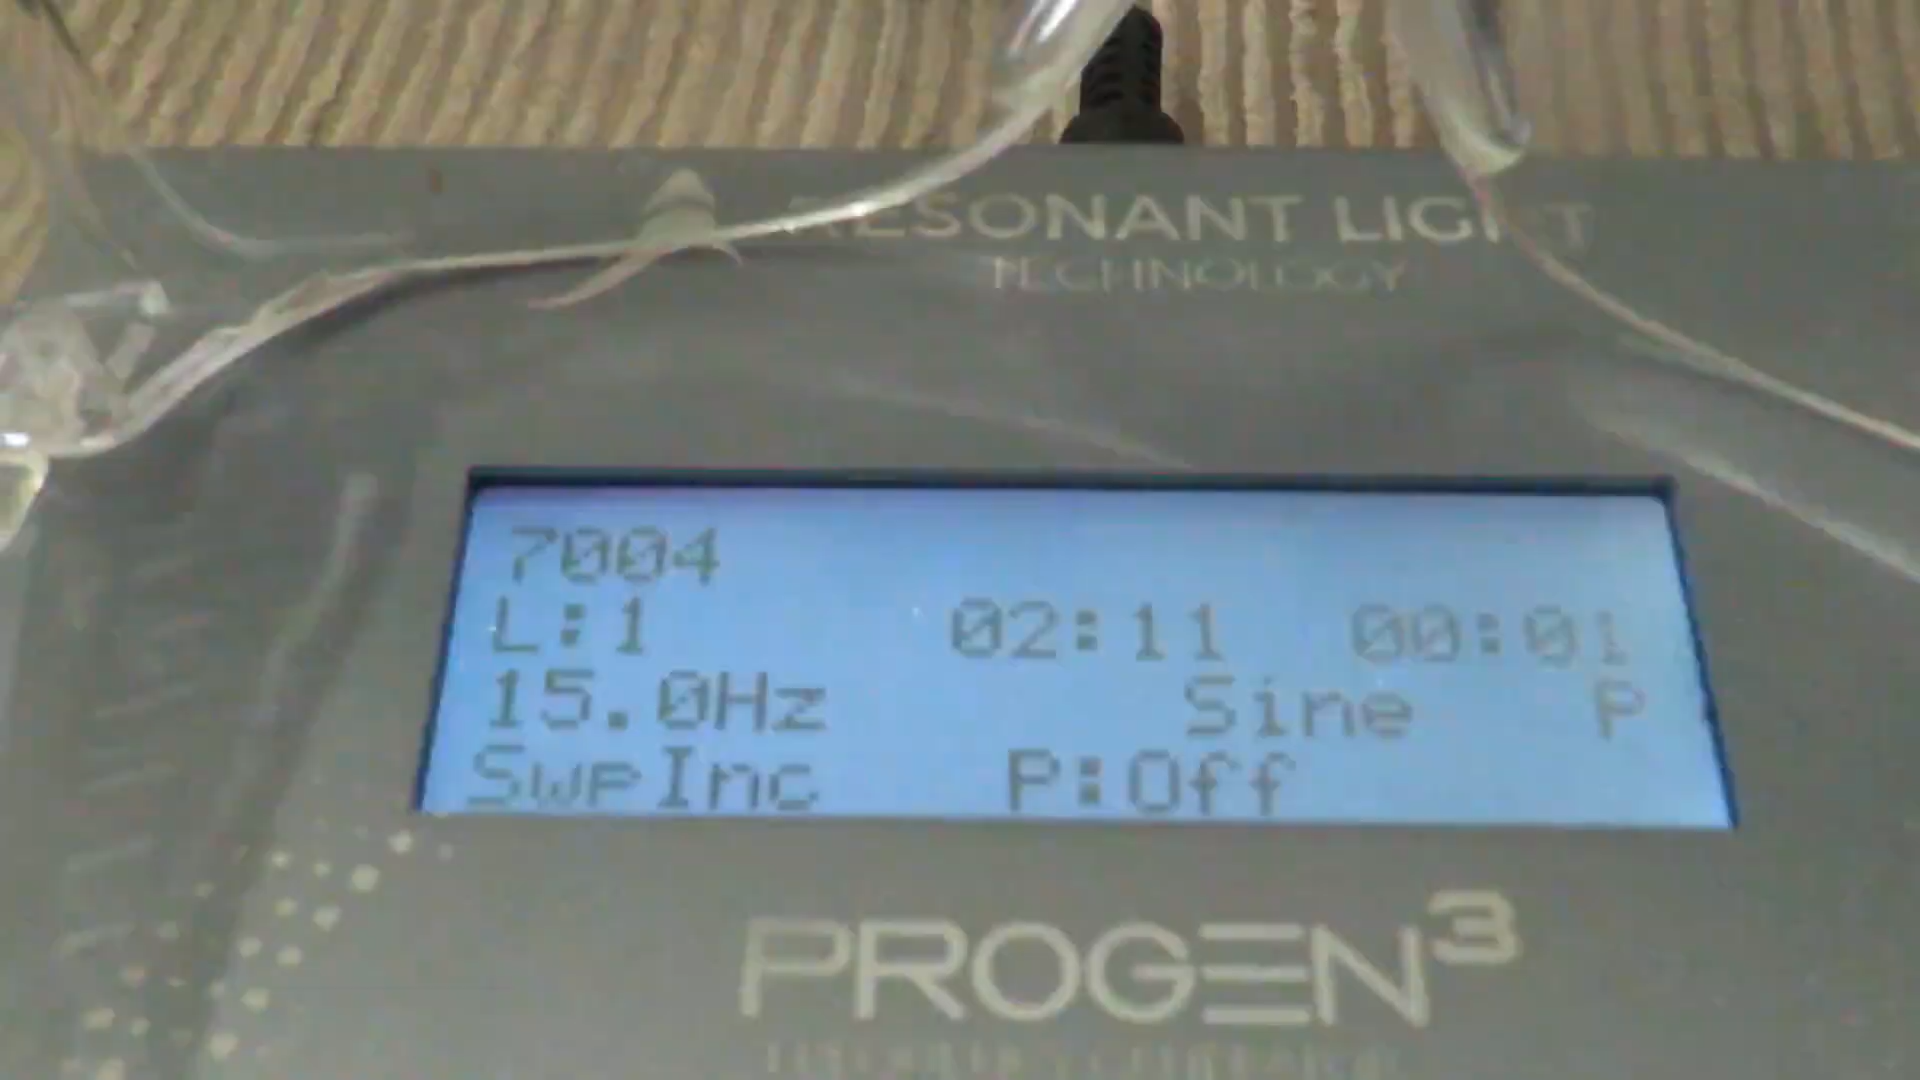 RESONANT LIGHT
TECHNOLOGY
7004
L:1 02:11 00:01
15.0Hz Sine P
SwpInc P:Off
PROGEN³